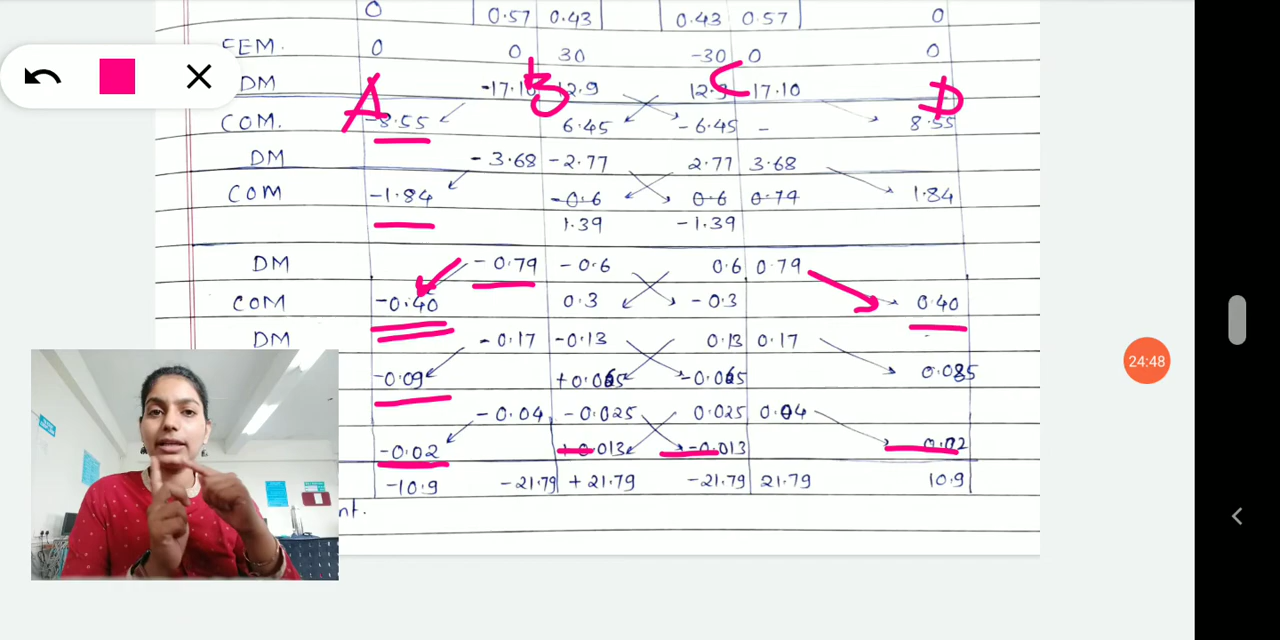 0 0.57 0.43 0.43 0.57 0
FEM. 0 0 30 -30 0 0
DM -17.10 12.9 12.9 17.10
A B C D
COM. -8.55 6.45 -6.45 - 8.55
DM -3.68 -2.77 2.77 3.68
COM -1.84 -0.6 0.6 0.79 1.84
1.39 -1.39
DM -0.79 -0.6 0.6 0.79
COM -0.40 0.3 -0.3 0.40
DM -0.17 -0.13 0.13 0.17
-0.09 +0.065 -0.065 0.085
-0.04 -0.025 0.025 0.04
-0.02 +0.013 -0.013 0.02
-10.9 -21.79 +21.79 -21.79 21.79 10.9
nt.
24:48